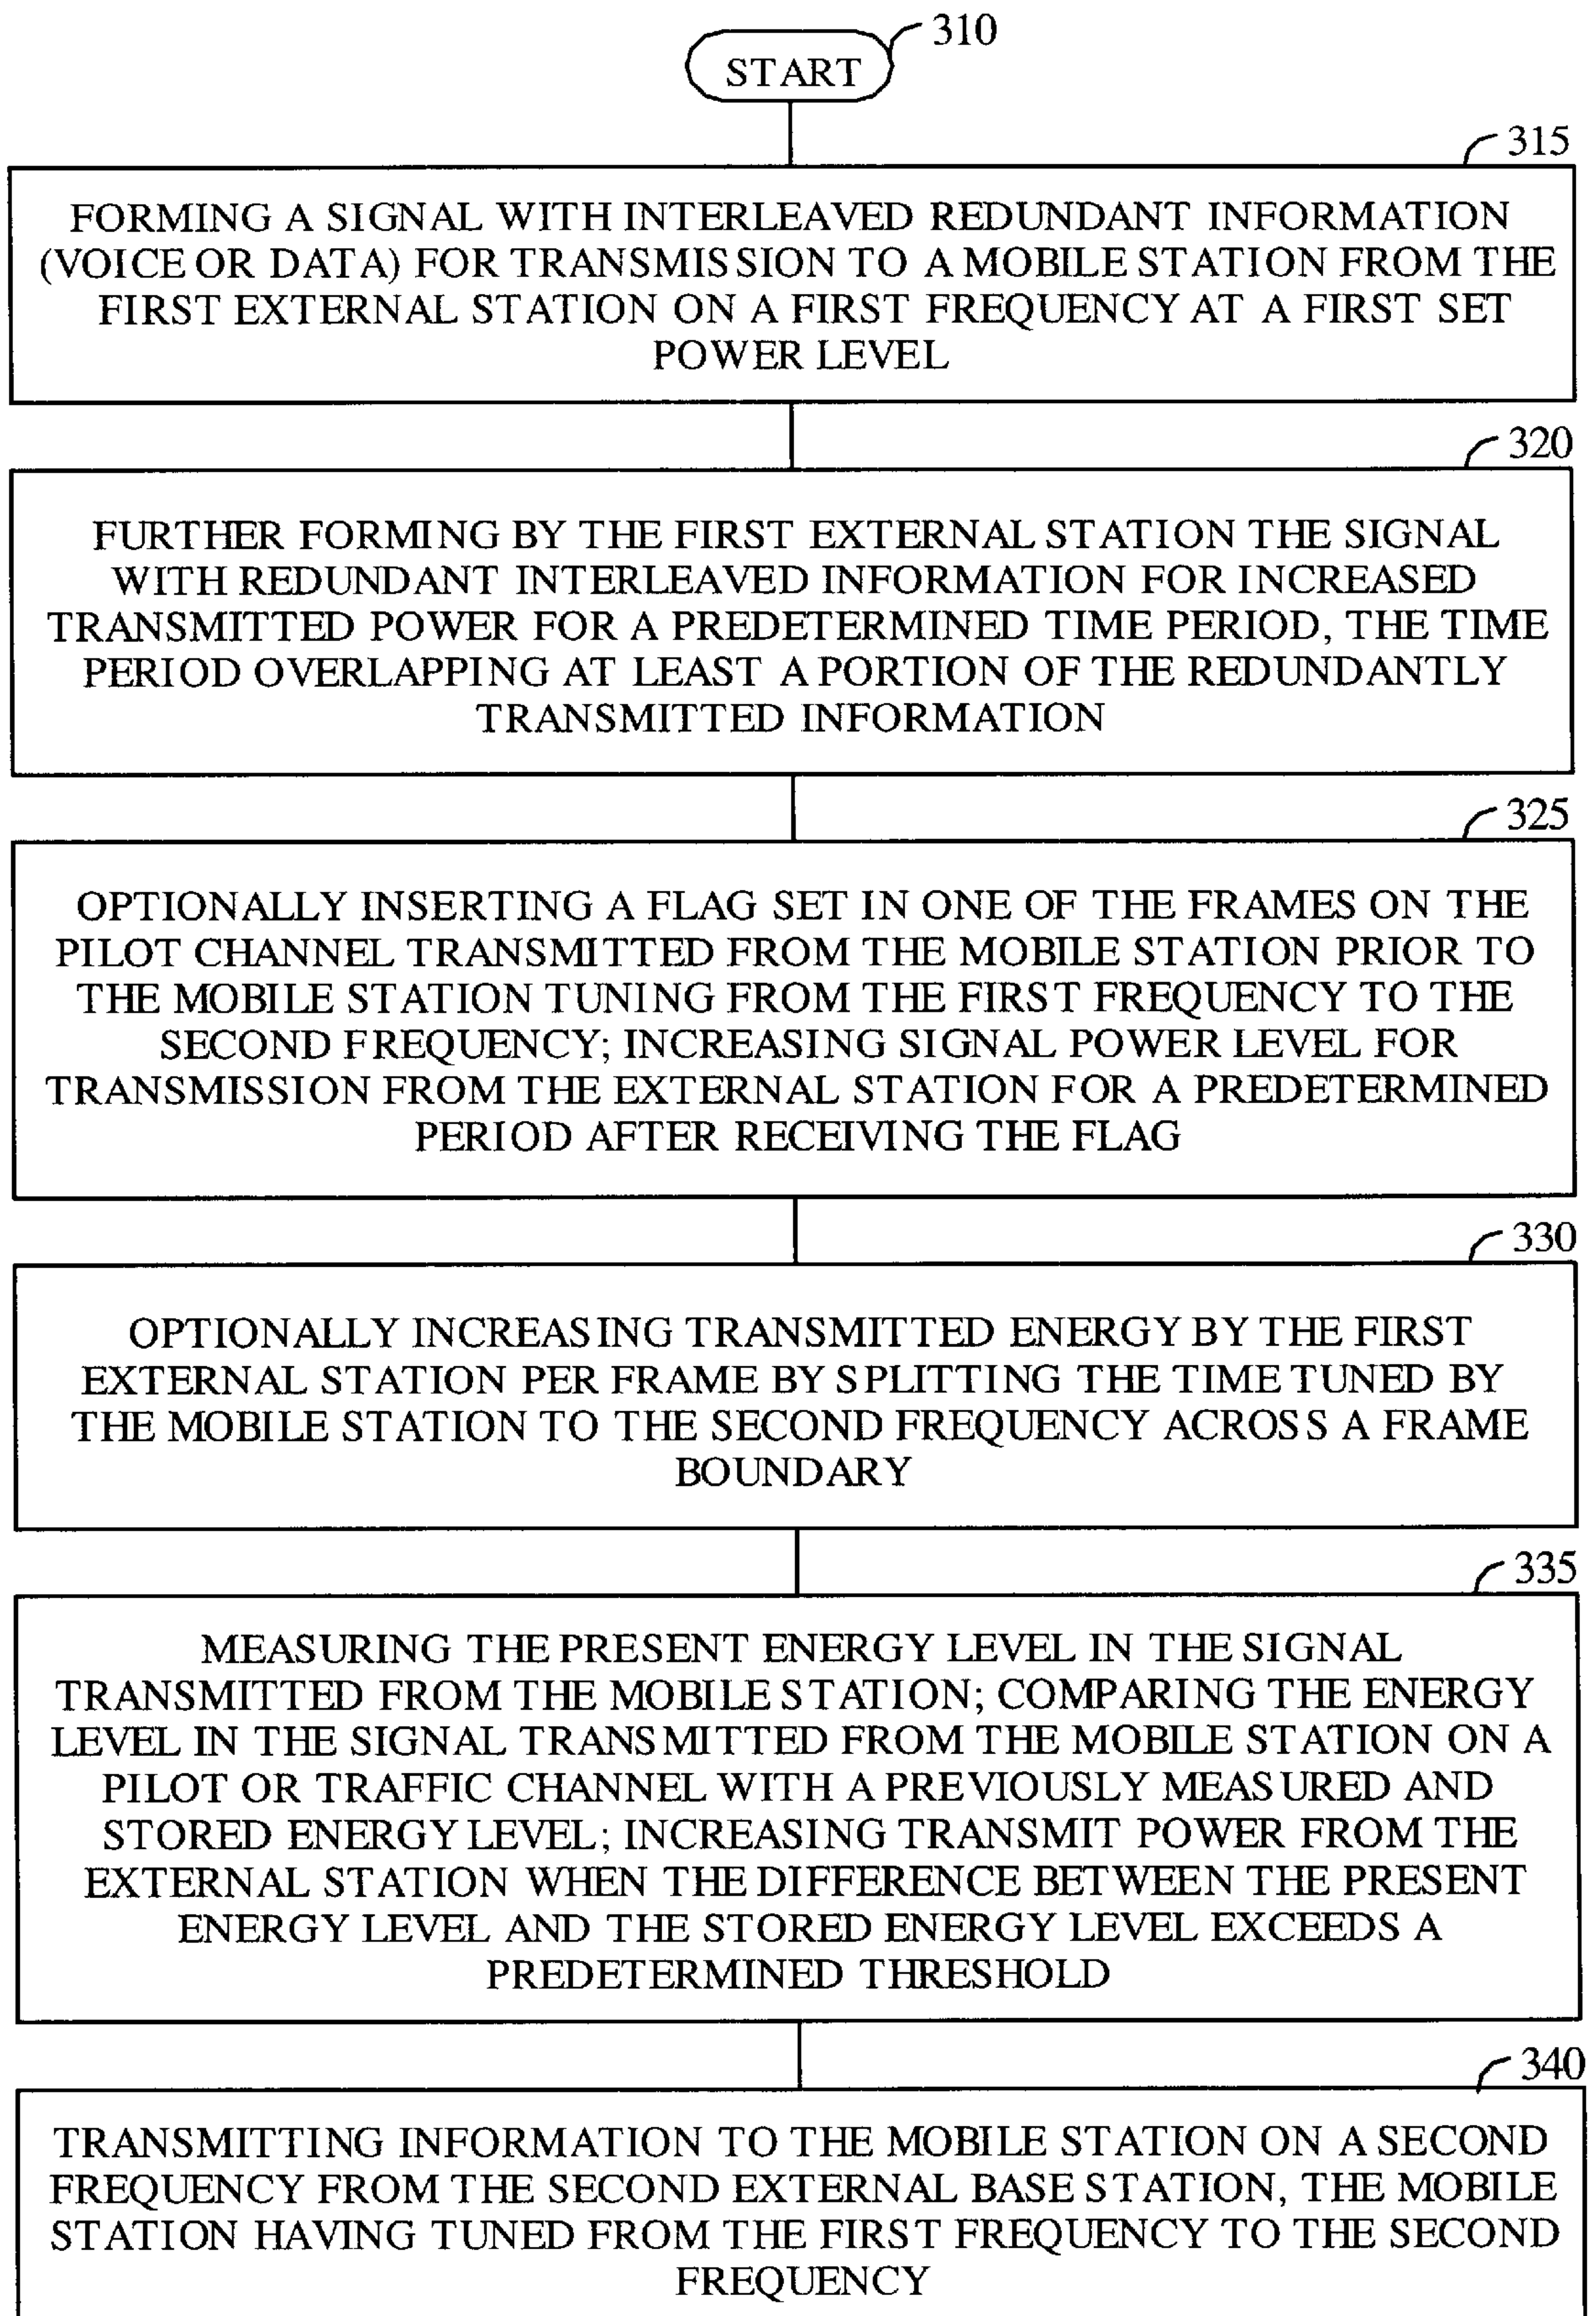 310
START
315
FORMING A SIGNAL WITH INTERLEAVED REDUNDANT INFORMATION
(VOICE OR DATA) FOR TRANSMISSION TO A MOBILE STATION FROM THE
FIRST EXTERNAL STATION ON A FIRST FREQUENCY AT A FIRST SET
POWER LEVEL
320
FURTHER FORMING BY THE FIRST EXTERNAL STATION THE SIGNAL
WITH REDUNDANT INTERLEAVED INFORMATION FOR INCREASED
TRANSMITTED POWER FOR A PREDETERMINED TIME PERIOD, THE TIME
PERIOD OVERLAPPING AT LEAST A PORTION OF THE REDUNDANTLY
TRANSMITTED INFORMATION
325
OPTIONALLY INSERTING A FLAG SET IN ONE OF THE FRAMES ON THE
PILOT CHANNEL TRANSMITTED FROM THE MOBILE STATION PRIOR TO
THE MOBILE STATION TUNING FROM THE FIRST FREQUENCY TO THE
SECOND FREQUENCY; INCREASING SIGNAL POWER LEVEL FOR
TRANSMISSION FROM THE EXTERNAL STATION FOR A PREDETERMINED
PERIOD AFTER RECEIVING THE FLAG
330
OPTIONALLY INCREASING TRANSMITTED ENERGY BY THE FIRST
EXTERNAL STATION PER FRAME BY SPLITTING THE TIME TUNED BY
THE MOBILE STATION TO THE SECOND FREQUENCY ACROSS A FRAME
BOUNDARY
335
MEASURING THE PRESENT ENERGY LEVEL IN THE SIGNAL
TRANSMITTED FROM THE MOBILE STATION; COMPARING THE ENERGY
LEVEL IN THE SIGNAL TRANSMITTED FROM THE MOBILE STATION ON A
PILOT OR TRAFFIC CHANNEL WITH A PREVIOUSLY MEASURED AND
STORED ENERGY LEVEL; INCREASING TRANSMIT POWER FROM THE
EXTERNAL STATION WHEN THE DIFFERENCE BETWEEN THE PRESENT
ENERGY LEVEL AND THE STORED ENERGY LEVEL EXCEEDS A
PREDETERMINED THRESHOLD
340
TRANSMITTING INFORMATION TO THE MOBILE STATION ON A SECOND
FREQUENCY FROM THE SECOND EXTERNAL BASE STATION, THE MOBILE
STATION HAVING TUNED FROM THE FIRST FREQUENCY TO THE SECOND
FREQUENCY